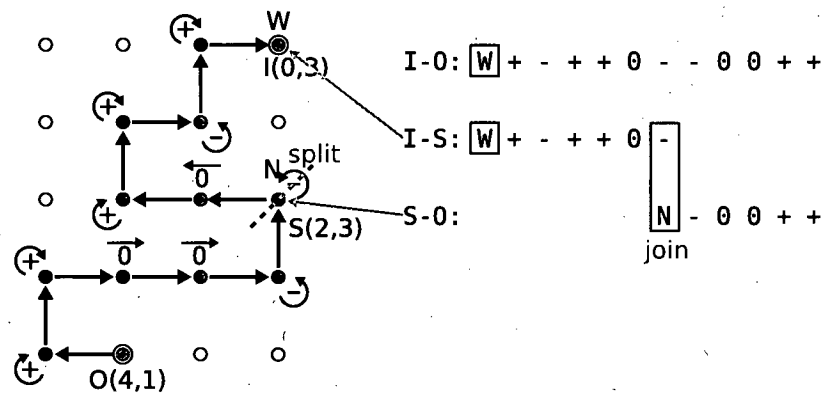 W
+
I(0,3)
+
-
N split
0
-
+
S(2,3)
0 0
+
-
+
O(4,1)
I-O: W + - + + 0 - - 0 0 + +
I-S: W + - + + 0 -
S-O: N - 0 0 + +
join